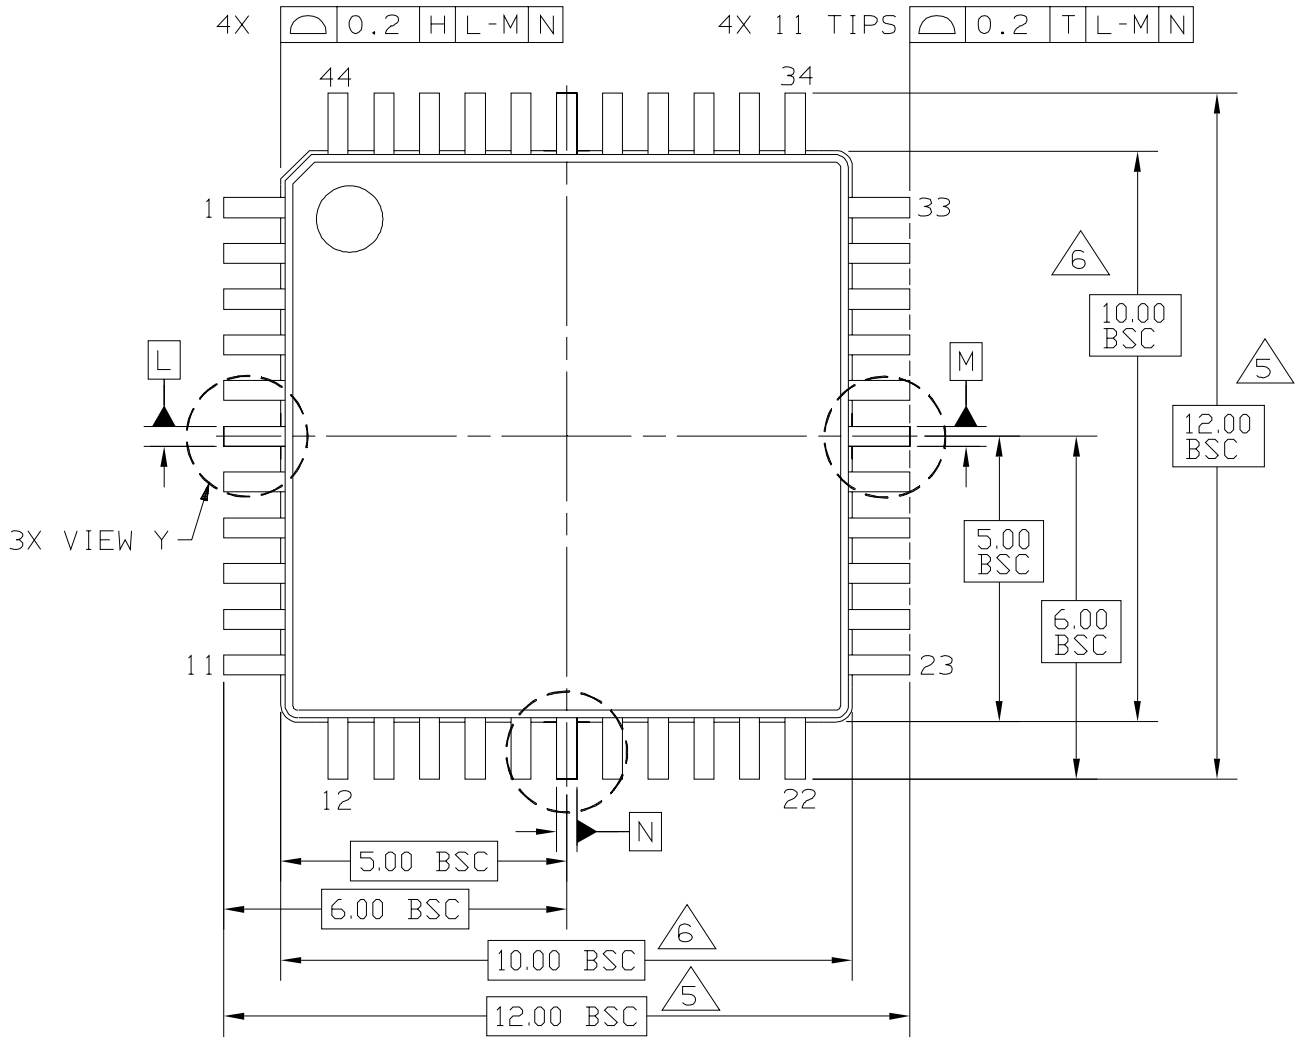 4X 0.2 H L-M N
4X 11 TIPS 0.2 T L-M N
44
34
1
33
6
10.00
BSC
L
M
5
12.00
BSC
3X VIEW Y
5.00
BSC
6.00
BSC
11
23
12
22
N
5.00 BSC
6.00 BSC
6
10.00 BSC
5
12.00 BSC